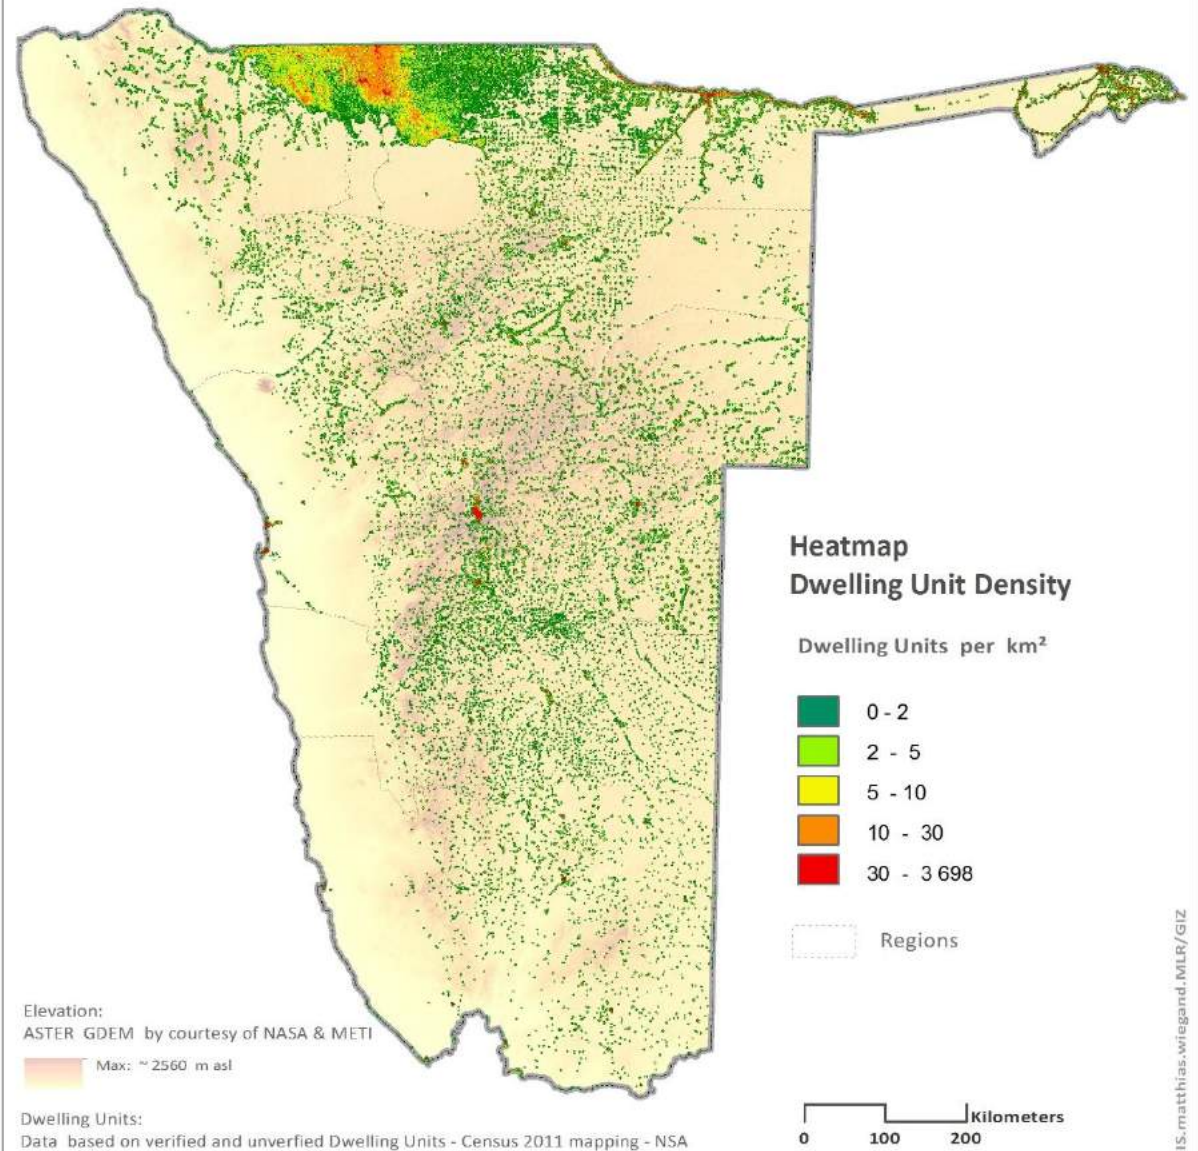 Heatmap
Dwelling Unit Density
Dwelling Units per km²
0 - 2
2 - 5
5 - 10
10 - 30
30 - 3 698
Regions
Elevation:
ASTER GDEM by courtesy of NASA & METI
Max: ~ 2560 m asl
Dwelling Units:
Data based on verified and unverfied Dwelling Units - Census 2011 mapping - NSA
Kilometers
0 100 200
IS.matthias.wiegand.MLR/GIZ